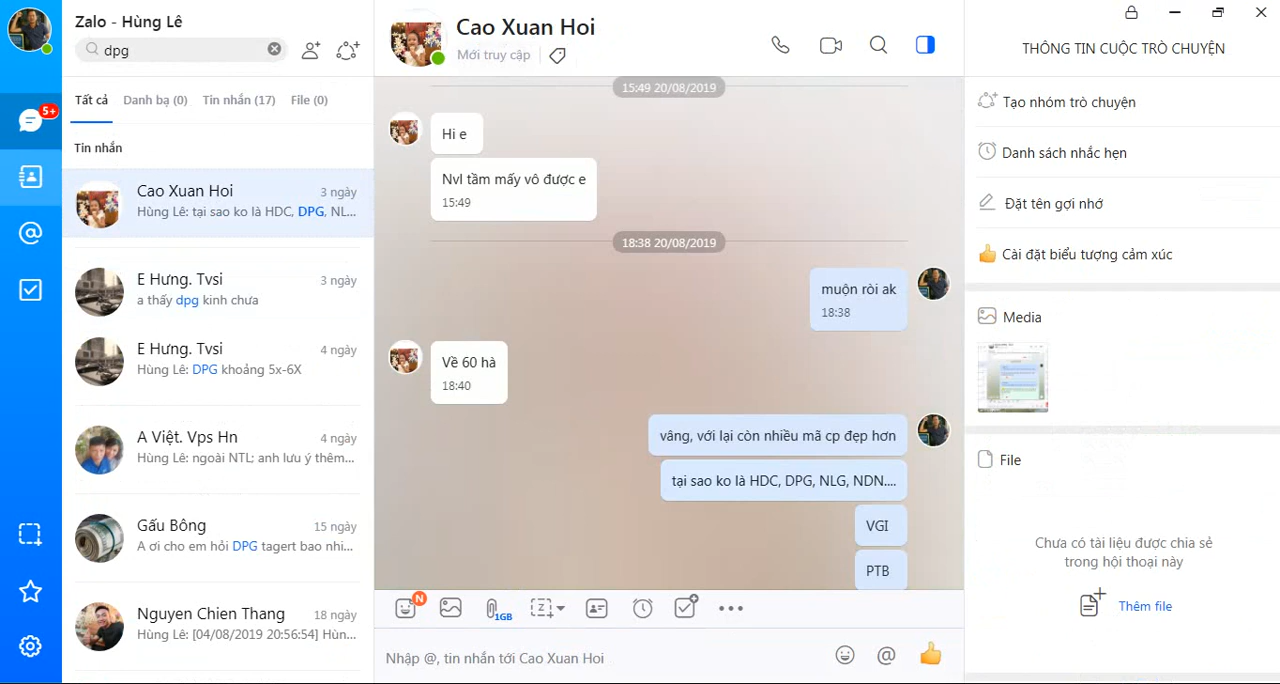 Zalo - Hùng Lê
dpg
5+
Tất cả
Danh bạ (0)
Tin nhắn (17)
File (0)
Tin nhắn
Cao Xuan Hoi
3 ngày
Hùng Lê: tại sao ko là HDC, DPG, NL...
E Hưng. Tvsi
3 ngày
a thấy dpg kinh chưa
E Hưng. Tvsi
4 ngày
Hùng Lê: DPG khoảng 5x-6X
A Việt. Vps Hn
4 ngày
Hùng Lê: ngoài NTL; anh lưu ý thêm...
Gấu Bông
15 ngày
A ơi cho em hỏi DPG tagert bao nhi...
Nguyen Chien Thang
18 ngày
Hùng Lê: [04/08/2019 20:56:54] Hùn...
Cao Xuan Hoi
Mới truy cập
15:49 20/08/2019
Hi e
Nvl tầm mấy vô được e
15:49
18:38 20/08/2019
muộn ròi ak
18:38
Về 60 hà
18:40
vâng, với lại còn nhiều mã cp đẹp hơn
tại sao ko là HDC, DPG, NLG, NDN....
VGI
PTB
N
1GB
Nhập @, tin nhắn tới Cao Xuan Hoi
THÔNG TIN CUỘC TRÒ CHUYỆN
Tạo nhóm trò chuyện
Danh sách nhắc hẹn
Đặt tên gợi nhớ
Cài đặt biểu tượng cảm xúc
Media
File
Chưa có tài liệu được chia sẻ
trong hội thoại này
Thêm file